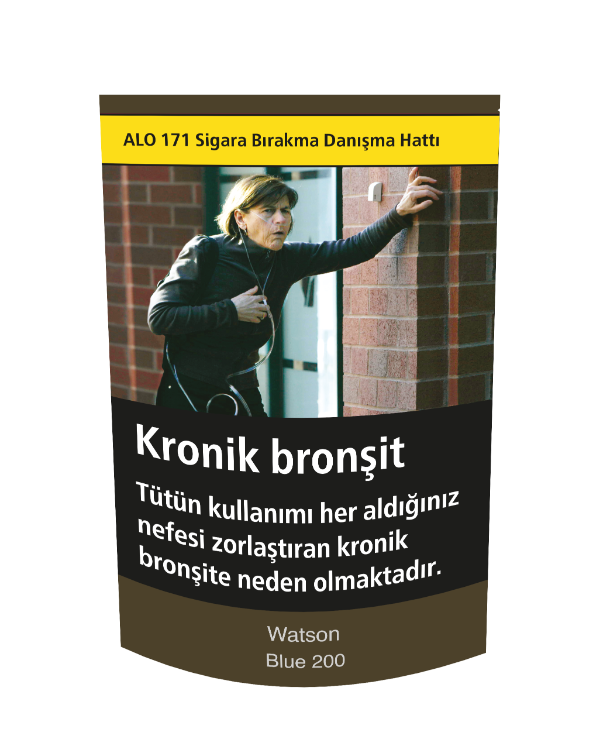 ALO 171 Sigara Bırakma Danışma Hattı
Kronik bronşit
Tütün kullanımı her aldığınız
nefesi zorlaştıran kronik
bronşite neden olmaktadır.
Watson
Blue 200